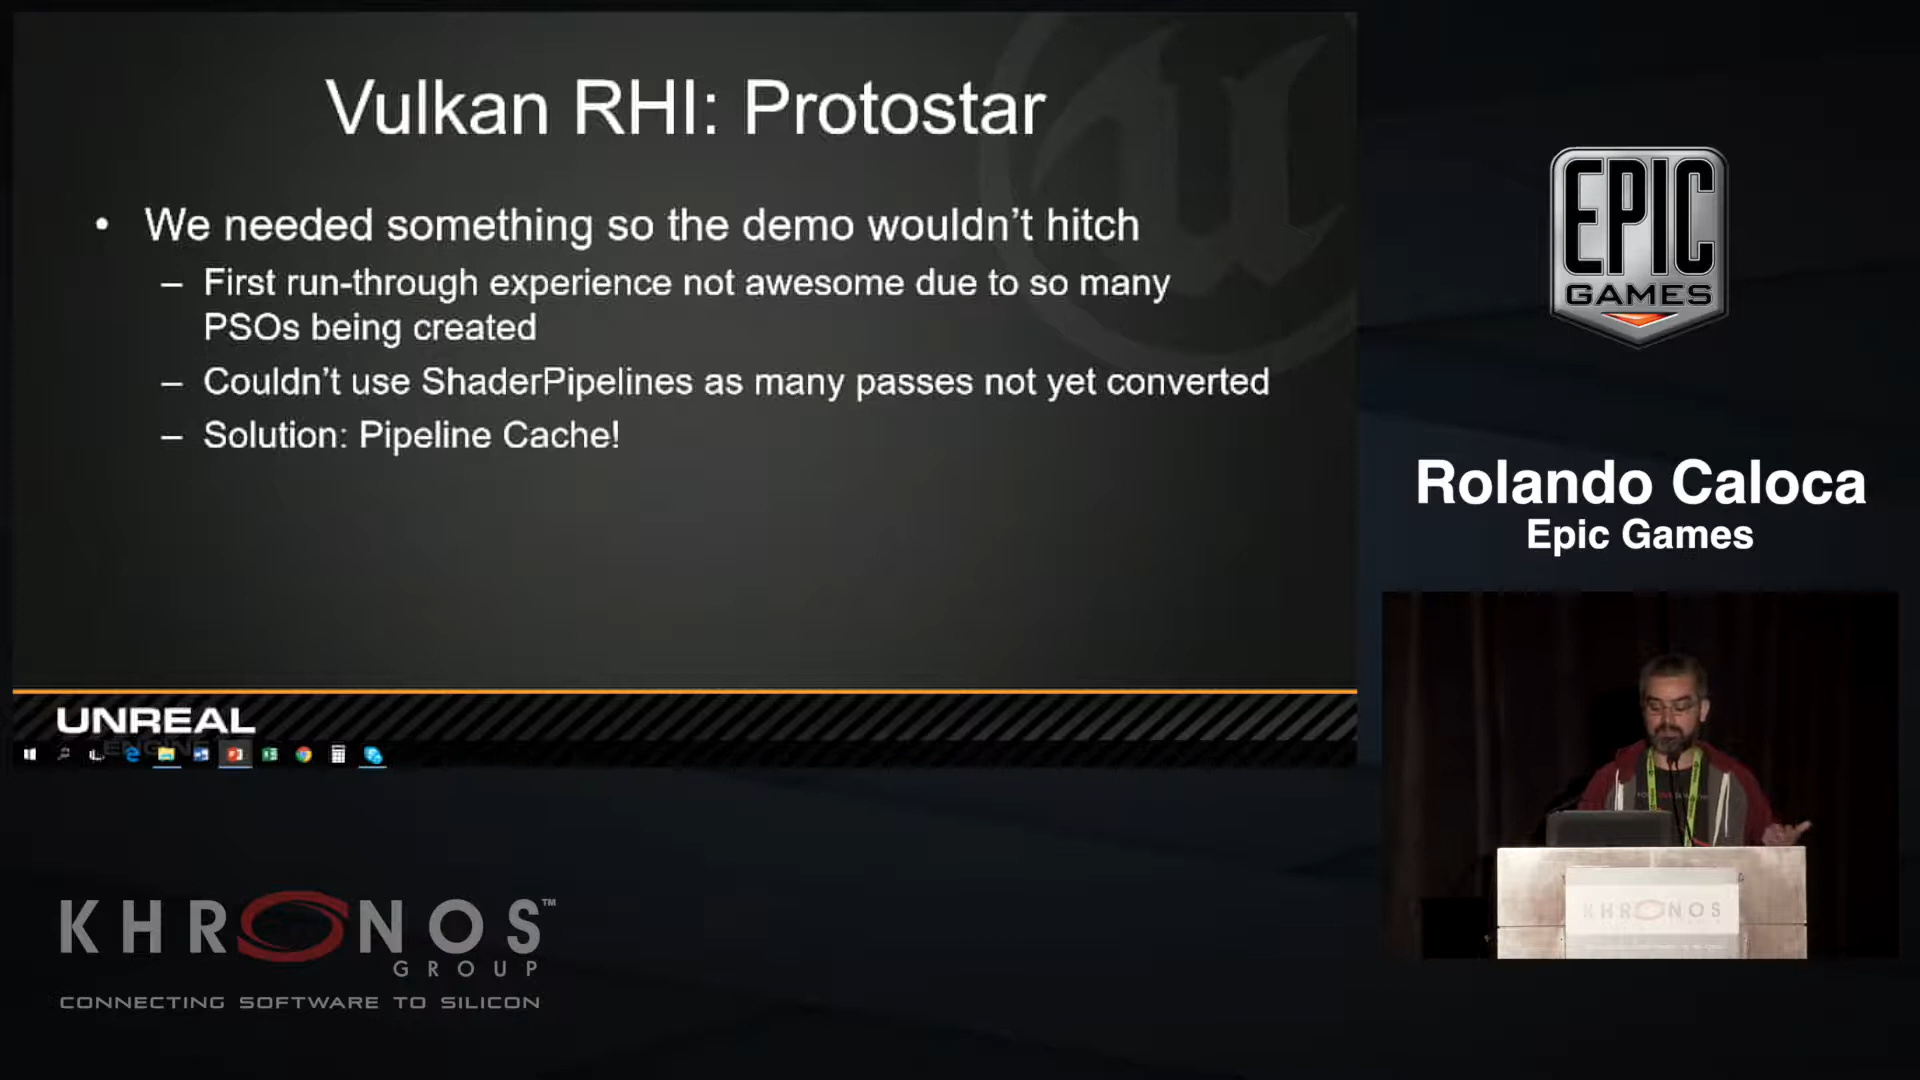 Vulkan RHI: Protostar
• We needed something so the demo wouldn't hitch
– First run-through experience not awesome due to so many
PSOs being created
– Couldn't use ShaderPipelines as many passes not yet converted
– Solution: Pipeline Cache!
UNREAL
ENGINE
EPIC
GAMES
Rolando Caloca
Epic Games
KHRONOS
KHRONOS™
GROUP
CONNECTING SOFTWARE TO SILICON